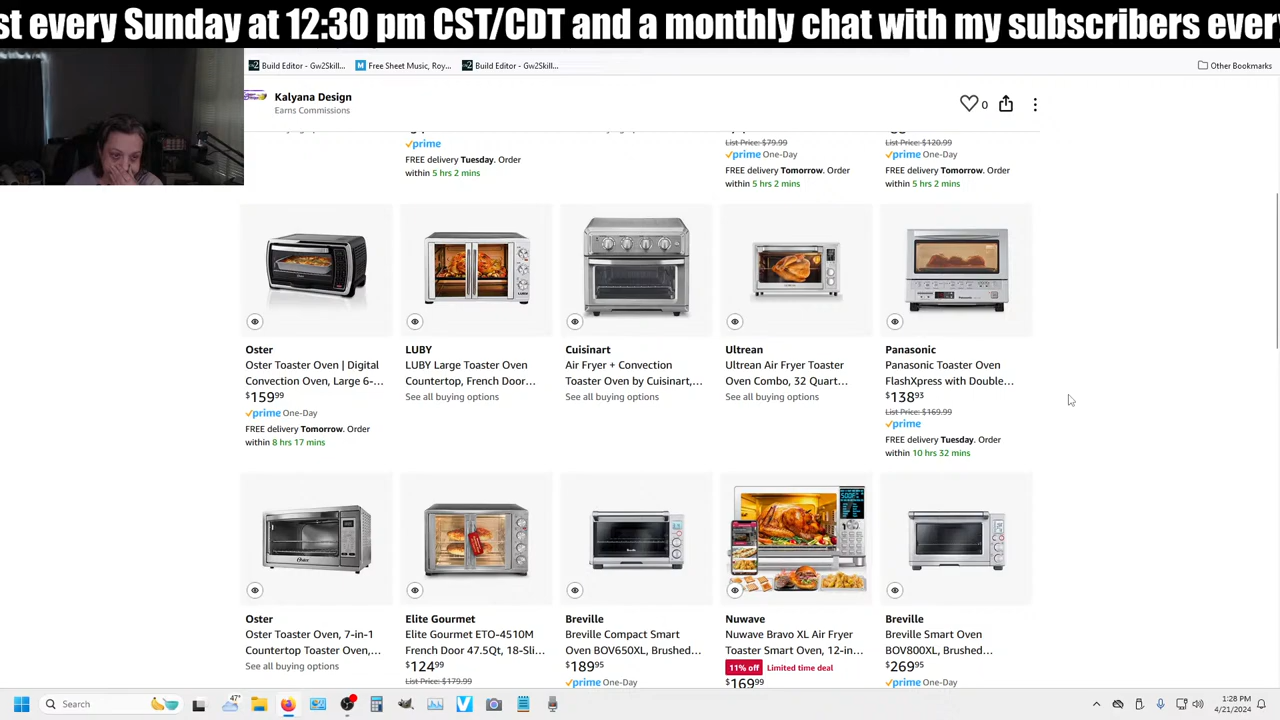 st every Sunday at 12:30 pm CST/CDT and a monthly chat with my subscribers every
Build Editor - Gw2Skill...
Free Sheet Music, Roy...
Build Editor - Gw2Skill...
Other Bookmarks
Kalyana Design
Earns Commissions
0
prime
FREE delivery Tuesday. Order
within 5 hrs 2 mins
List Price: $79.99
prime One-Day
FREE delivery Tomorrow. Order
within 5 hrs 2 mins
List Price: $120.99
prime One-Day
FREE delivery Tomorrow. Order
within 5 hrs 2 mins
Oster
Oster Toaster Oven | Digital
Convection Oven, Large 6-...
$159.99
prime One-Day
FREE delivery Tomorrow. Order
within 8 hrs 17 mins
LUBY
LUBY Large Toaster Oven
Countertop, French Door...
See all buying options
Cuisinart
Air Fryer + Convection
Toaster Oven by Cuisinart,...
See all buying options
Ultrean
Ultrean Air Fryer Toaster
Oven Combo, 32 Quart...
See all buying options
Panasonic
Panasonic Toaster Oven
FlashXpress with Double...
$138.93
List Price: $169.99
prime
FREE delivery Tuesday. Order
within 10 hrs 32 mins
Oster
Oster Toaster Oven, 7-in-1
Countertop Toaster Oven,...
See all buying options
Elite Gourmet
Elite Gourmet ETO-4510M
French Door 47.5Qt, 18-Sli...
$124.99
List Price: $179.99
Breville
Breville Compact Smart
Oven BOV650XL, Brushed...
$189.95
prime One-Day
Nuwave
Nuwave Bravo XL Air Fryer
Toaster Smart Oven, 12-in...
11% off Limited time deal
$169.99
Breville
Breville Smart Oven
BOV800XL, Brushed...
$269.95
prime One-Day
Search
47°
1:28 PM
4/21/2024